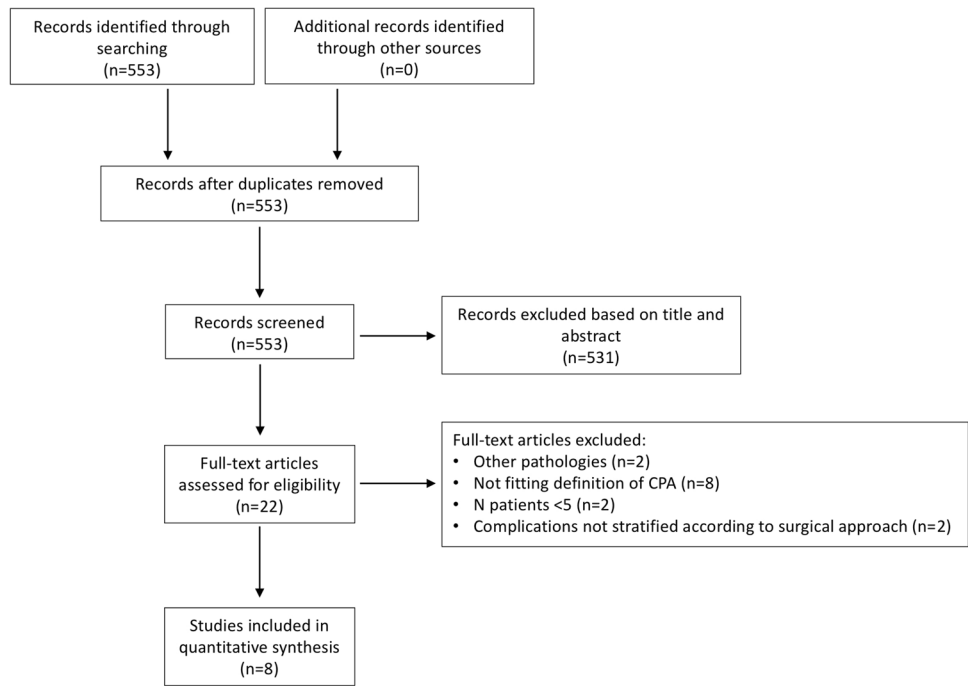 Records identified through
searching
(n=553)
Additional records identified
through other sources
(n=0)
Records after duplicates removed
(n=553)
Records screened
(n=553)
Records excluded based on title and
abstract
(n=531)
Full-text articles
assessed for eligibility
(n=22)
Full-text articles excluded:
• Other pathologies (n=2)
• Not fitting definition of CPA (n=8)
• N patients <5 (n=2)
• Complications not stratified according to surgical approach (n=2)
Studies included in
quantitative synthesis
(n=8)